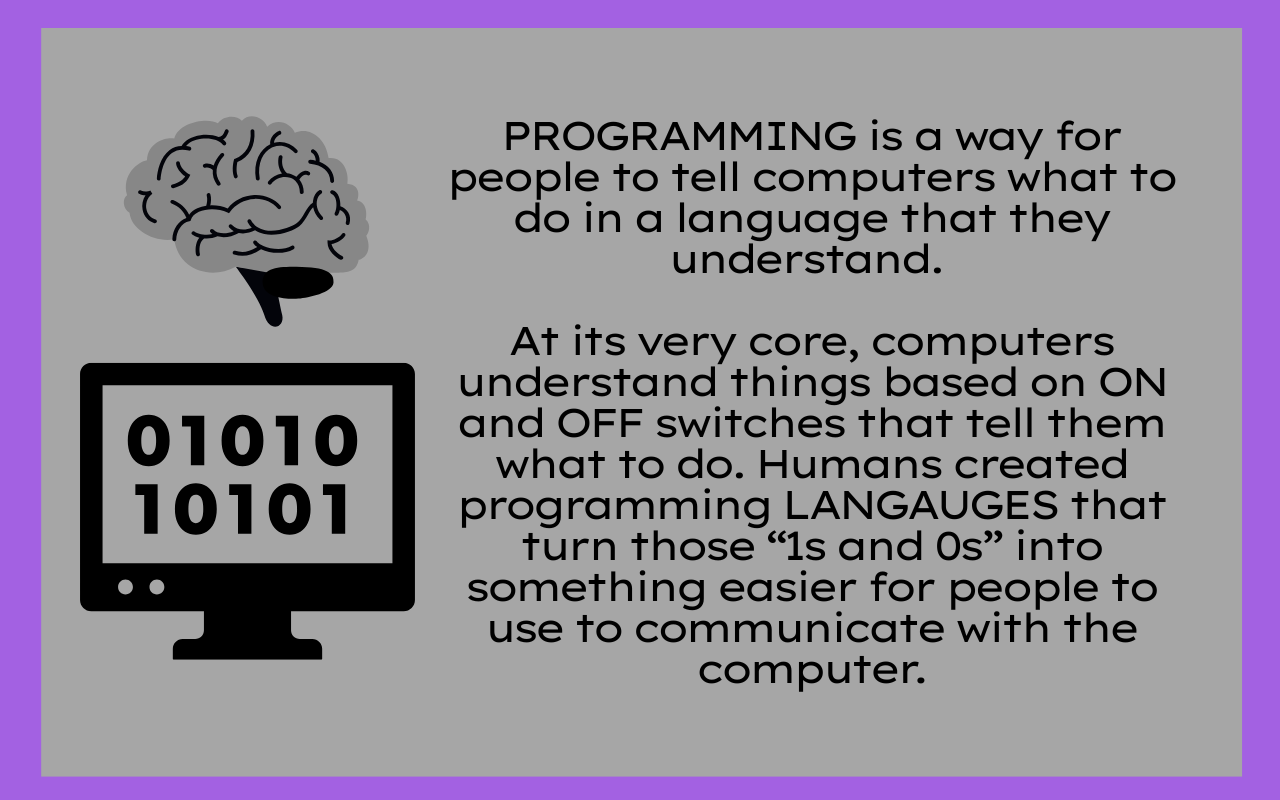 01010
10101
PROGRAMMING is a way for
people to tell computers what to
do in a language that they
understand.
At its very core, computers
understand things based on ON
and OFF switches that tell them
what to do. Humans created
programming LANGAUGES that
turn those “1s and 0s” into
something easier for people to
use to communicate with the
computer.